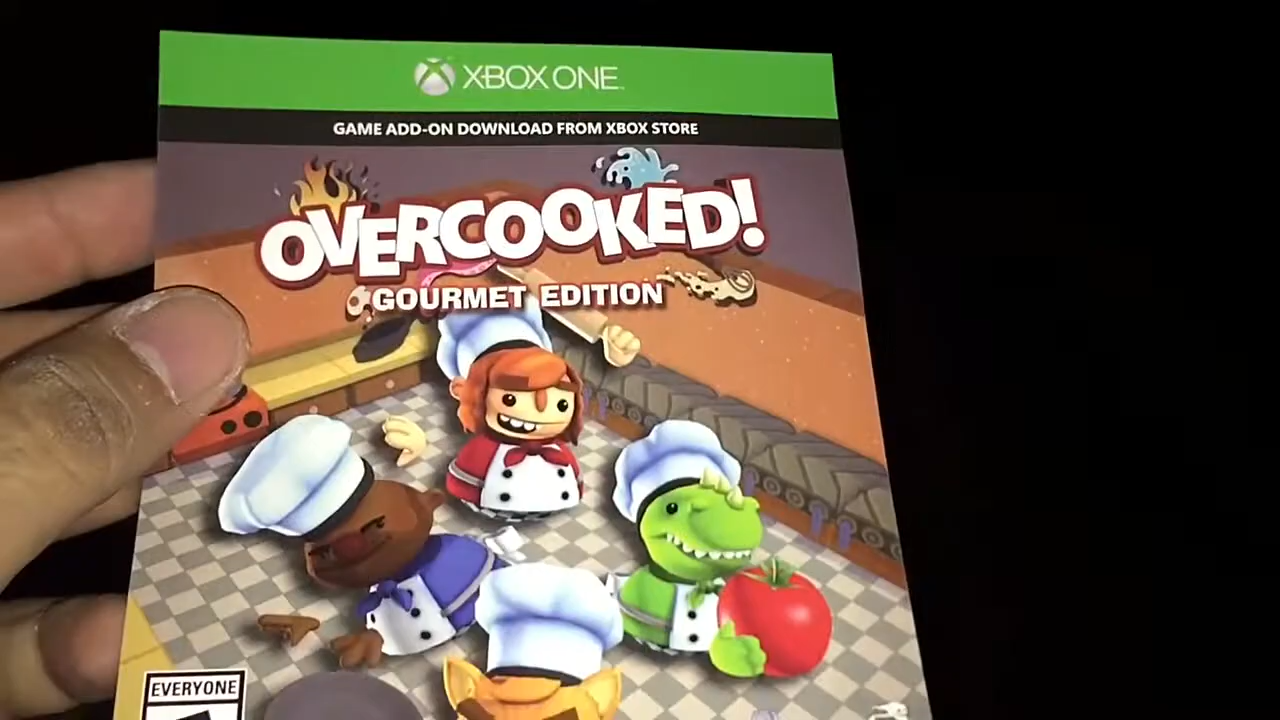 XBOX ONE
GAME ADD-ON DOWNLOAD FROM XBOX STORE
OVERCOOKED!
GOURMET EDITION
EVERYONE